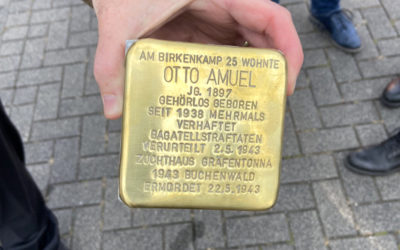 AM BIRKENKAMP 25 WOHNTE
OTTO AMUEL
JG. 1897
GEHÖRLOS GEBOREN
SEIT 1938 MEHRMALS
VERHAFTET
BAGATELLSTRAFTATEN
VERURTEILT 2.5.1943
ZUCHTHAUS GRÄFENTONNA
1943 BUCHENWALD
ERMORDET 22.5.1943